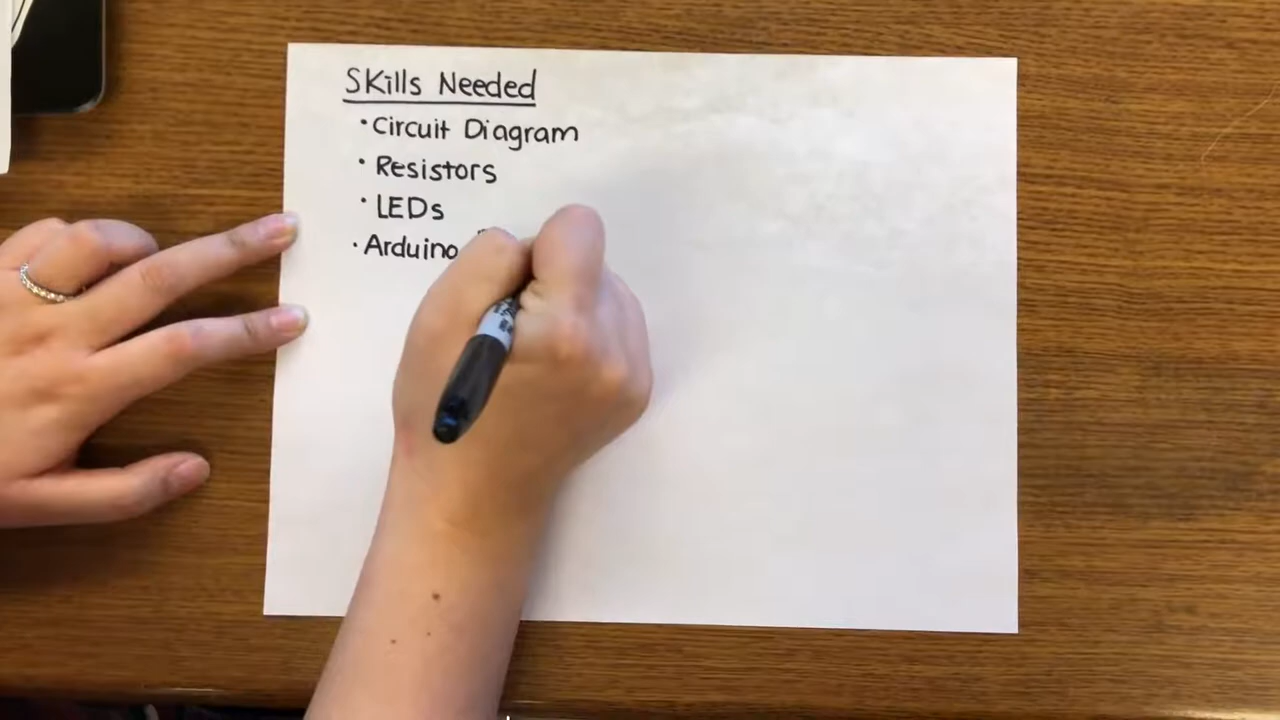 SKills Needed
• Circuit Diagram
• Resistors
• LEDs
• Arduino